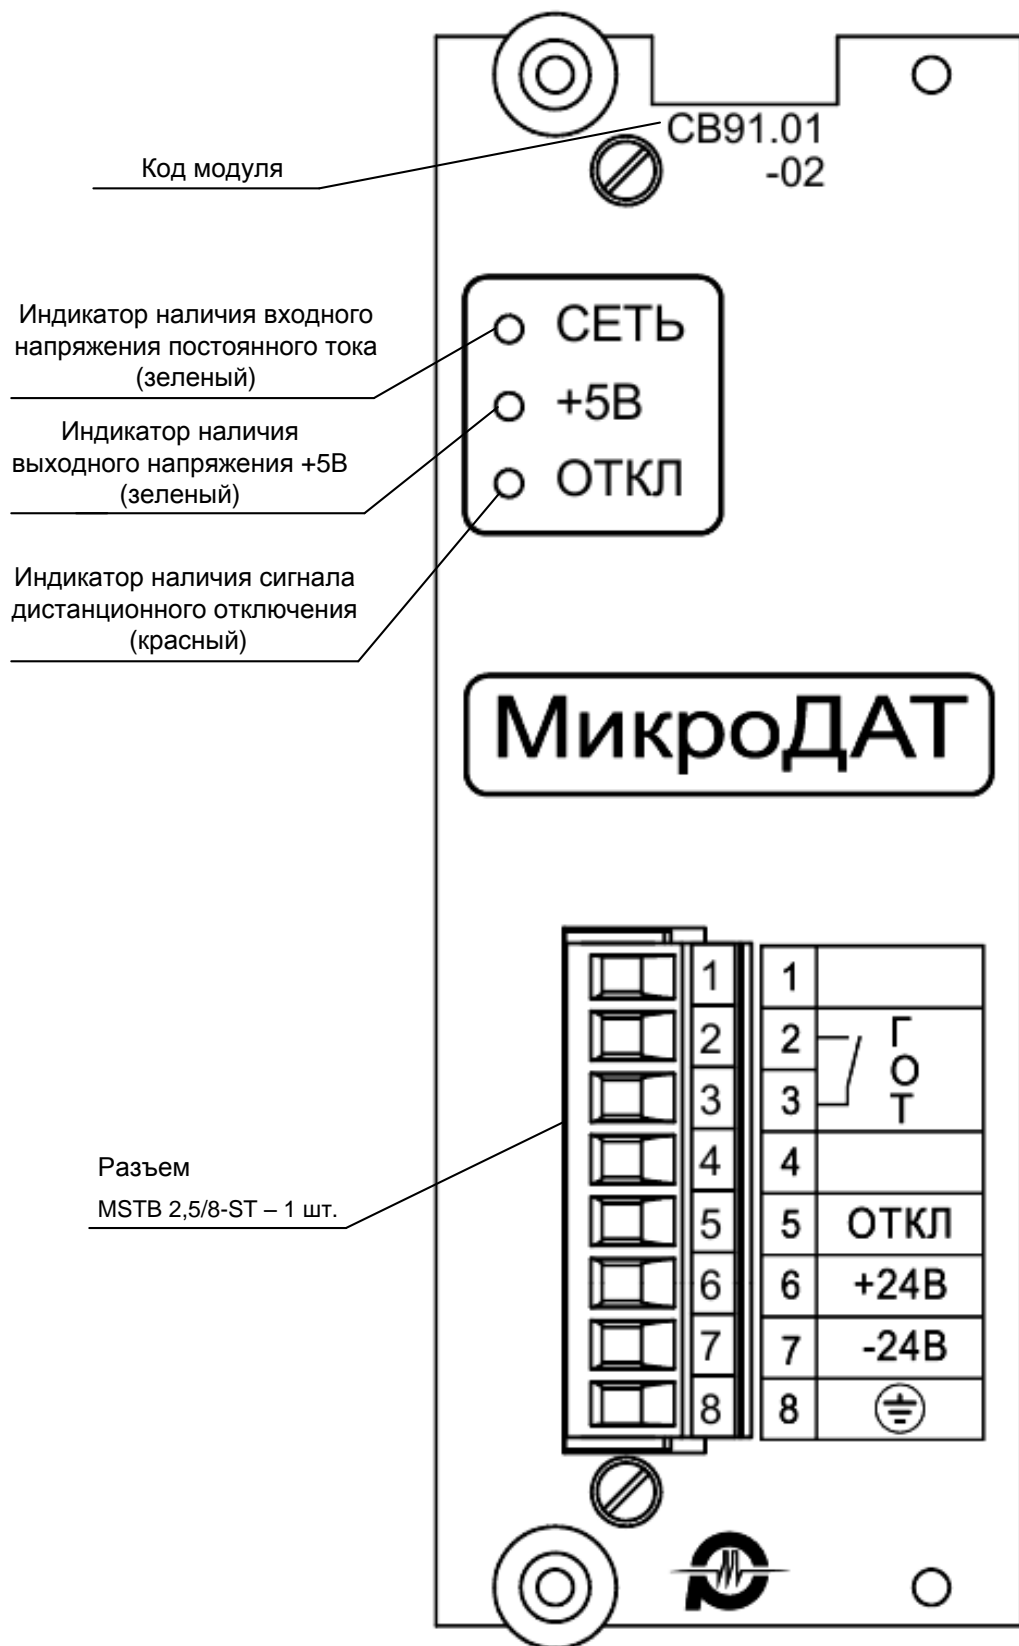 СВ91.01
-02
Код модуля
Индикатор наличия входного
напряжения постоянного тока
(зеленый)
СЕТЬ
Индикатор наличия
выходного напряжения +5В
(зеленый)
+5В
Индикатор наличия сигнала
дистанционного отключения
(красный)
ОТКЛ
МикроДАТ
Разъем
MSTB 2,5/8-ST – 1 шт.
1 1
2 2
3 3
ГОТ
4 4
5 5 ОТКЛ
6 6 +24В
7 7 -24В
8 8